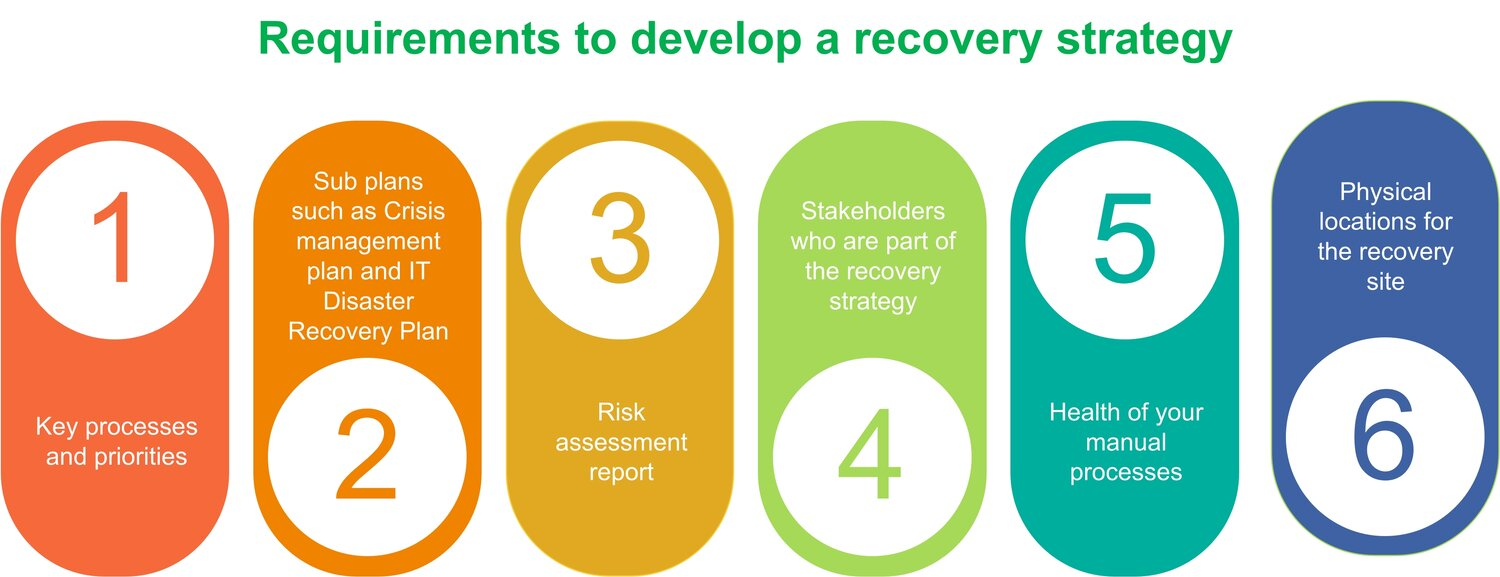 Requirements to develop a recovery strategy
1
Key processes
and priorities
Sub plans
such as Crisis
management
plan and IT
Disaster
Recovery Plan
2
3
Risk
assessment
report
Stakeholders
who are part of
the recovery
strategy
4
5
Health of your
manual
processes
Physical
locations for
the recovery
site
6